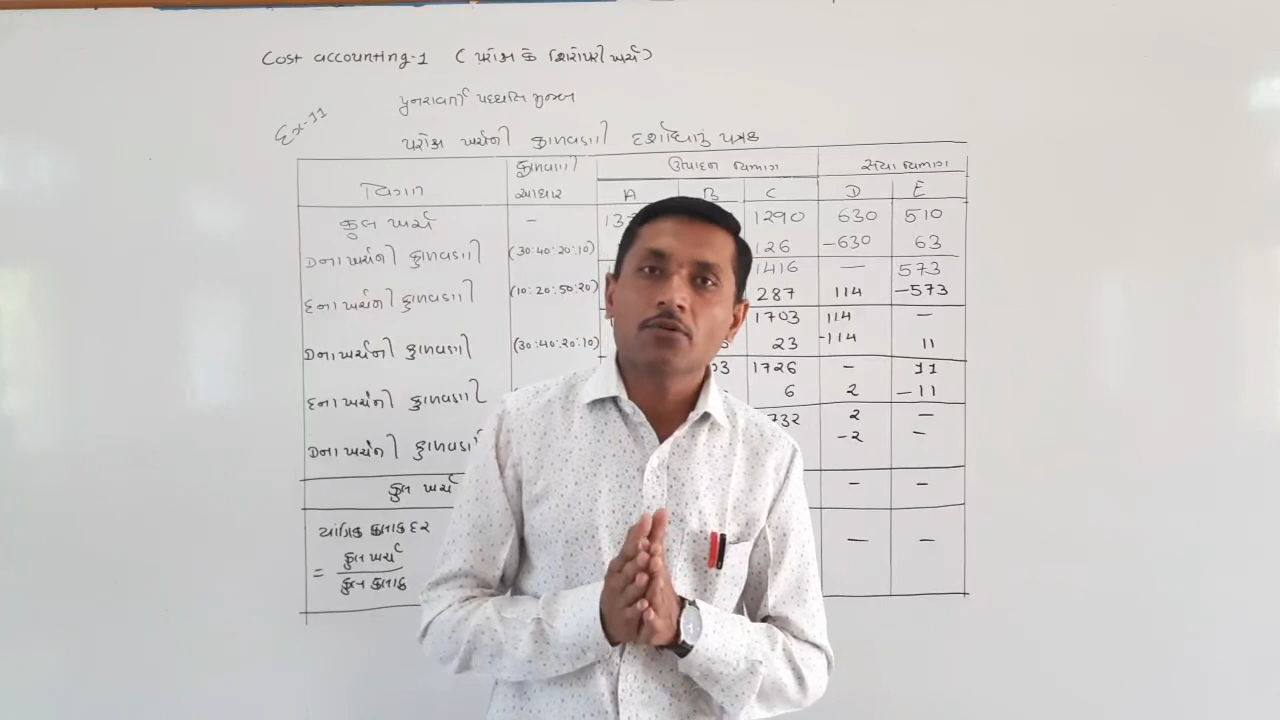 Cost accounting-1 (પરોક્ષ કે શિરોપરી ખર્ચ)
પુનરાવર્તી પધ્ધતિ મુજબ
Ex-11
પરોક્ષ ખર્ચની ફાળવણી દર્શાવતું પત્રક
વિગત ફાળવણી આધાર ઉત્પાદન વિભાગ સેવા વિભાગ
A B C D E
કુલ ખર્ચ – 1290 630 510
Dના ખર્ચની ફાળવણી (30:40:20:10) 126 -630 63
1416 — 573
Eના ખર્ચની ફાળવણી (10:20:50:20) 287 114 -573
1703 114 –
Dના ખર્ચની ફાળવણી (30:40:20:10) 23 -114 11
1726 – 11
Eના ખર્ચની ફાળવણી 6 2 -11
2 –
Dના ખર્ચની ફાળવણી -2 –
કુલ ખર્ચ – –
યાંત્રિક કલાક દર — —
= કુલ ખર્ચ
કુલ કલાક